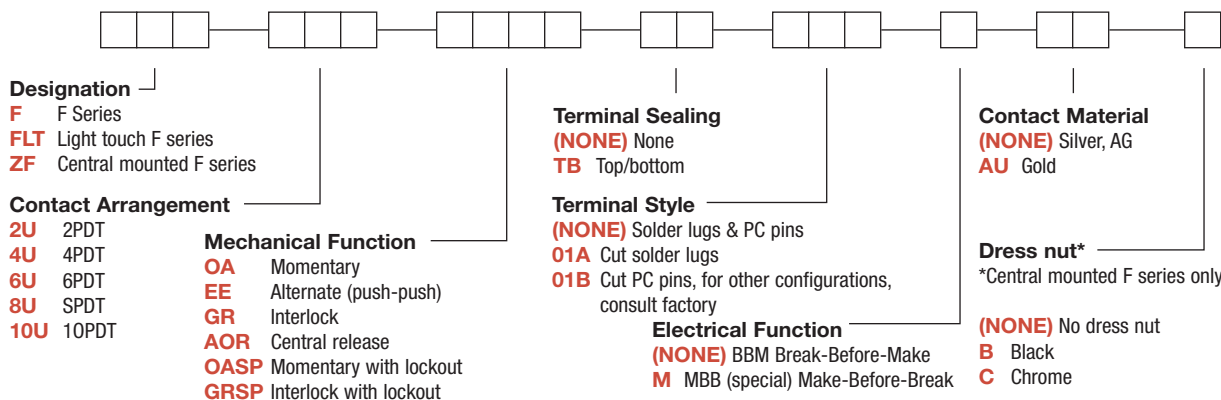 Designation
F F Series
FLT Light touch F series
ZF Central mounted F series
Contact Arrangement
2U 2PDT
4U 4PDT
6U 6PDT
8U SPDT
10U 10PDT
Mechanical Function
OA Momentary
EE Alternate (push-push)
GR Interlock
AOR Central release
OASP Momentary with lockout
GRSP Interlock with lockout
Terminal Sealing
(NONE) None
TB Top/bottom
Terminal Style
(NONE) Solder lugs & PC pins
01A Cut solder lugs
01B Cut PC pins, for other configurations,
consult factory
Electrical Function
(NONE) BBM Break-Before-Make
M MBB (special) Make-Before-Break
Contact Material
(NONE) Silver, AG
AU Gold
Dress nut*
*Central mounted F series only
(NONE) No dress nut
B Black
C Chrome